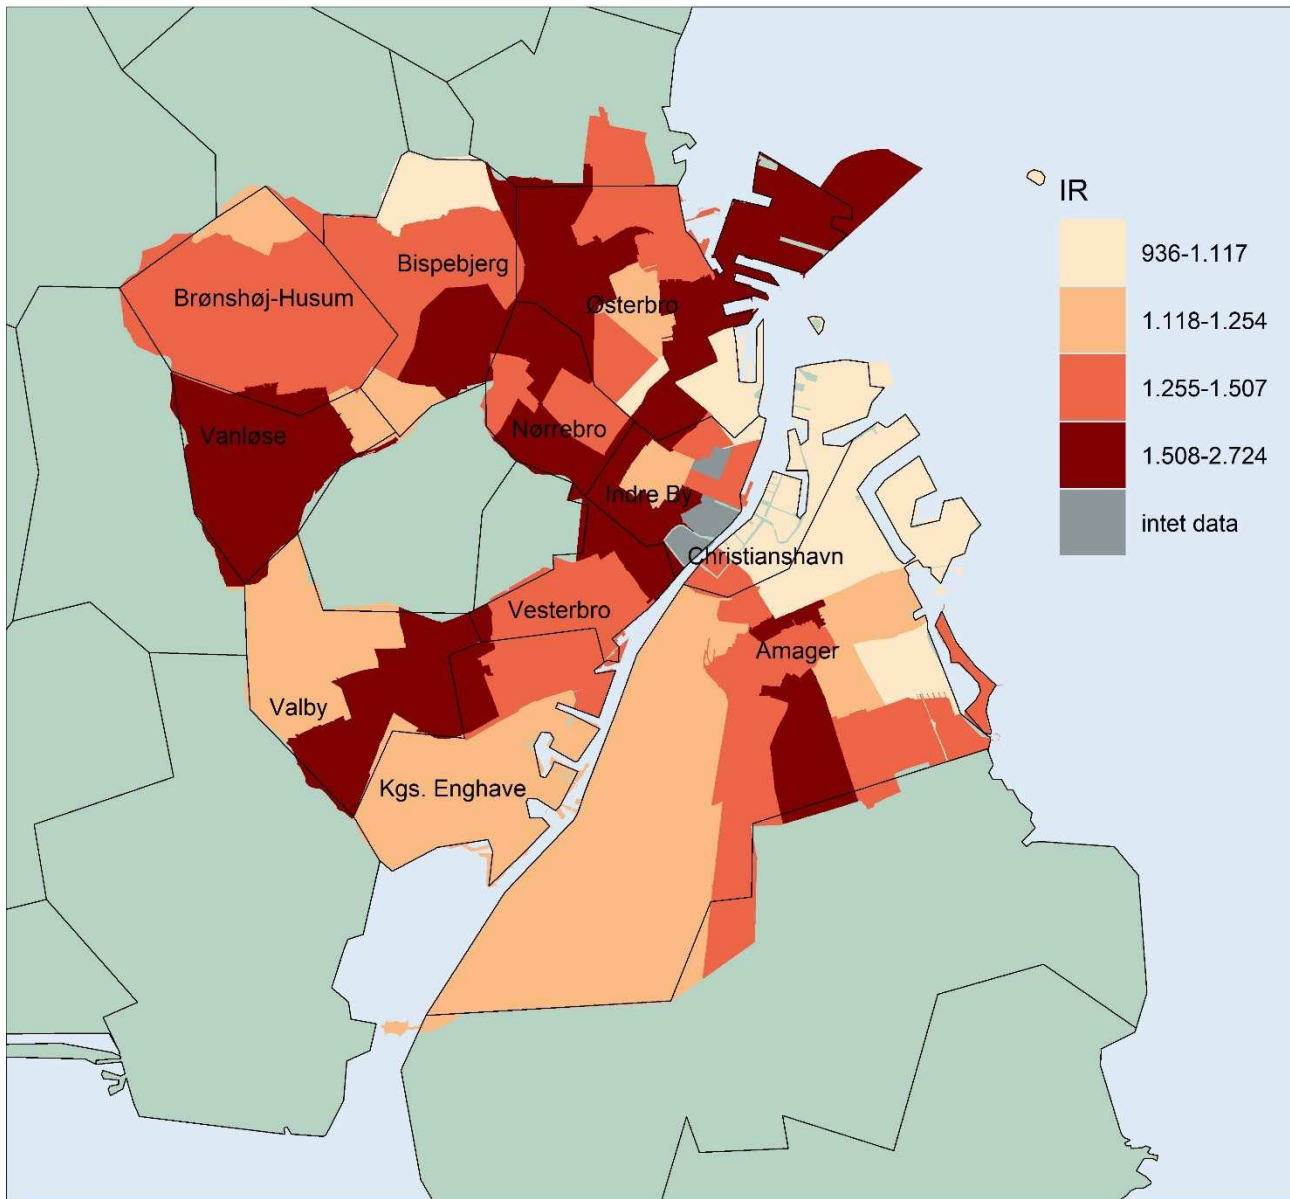 IR
936-1.117
1.118-1.254
1.255-1.507
1.508-2.724
intet data
Bispebjerg
Brønshøj-Husum
Østerbro
Vanløse
Nørrebro
Indre By
Christianshavn
Vesterbro
Amager
Valby
Kgs. Enghave